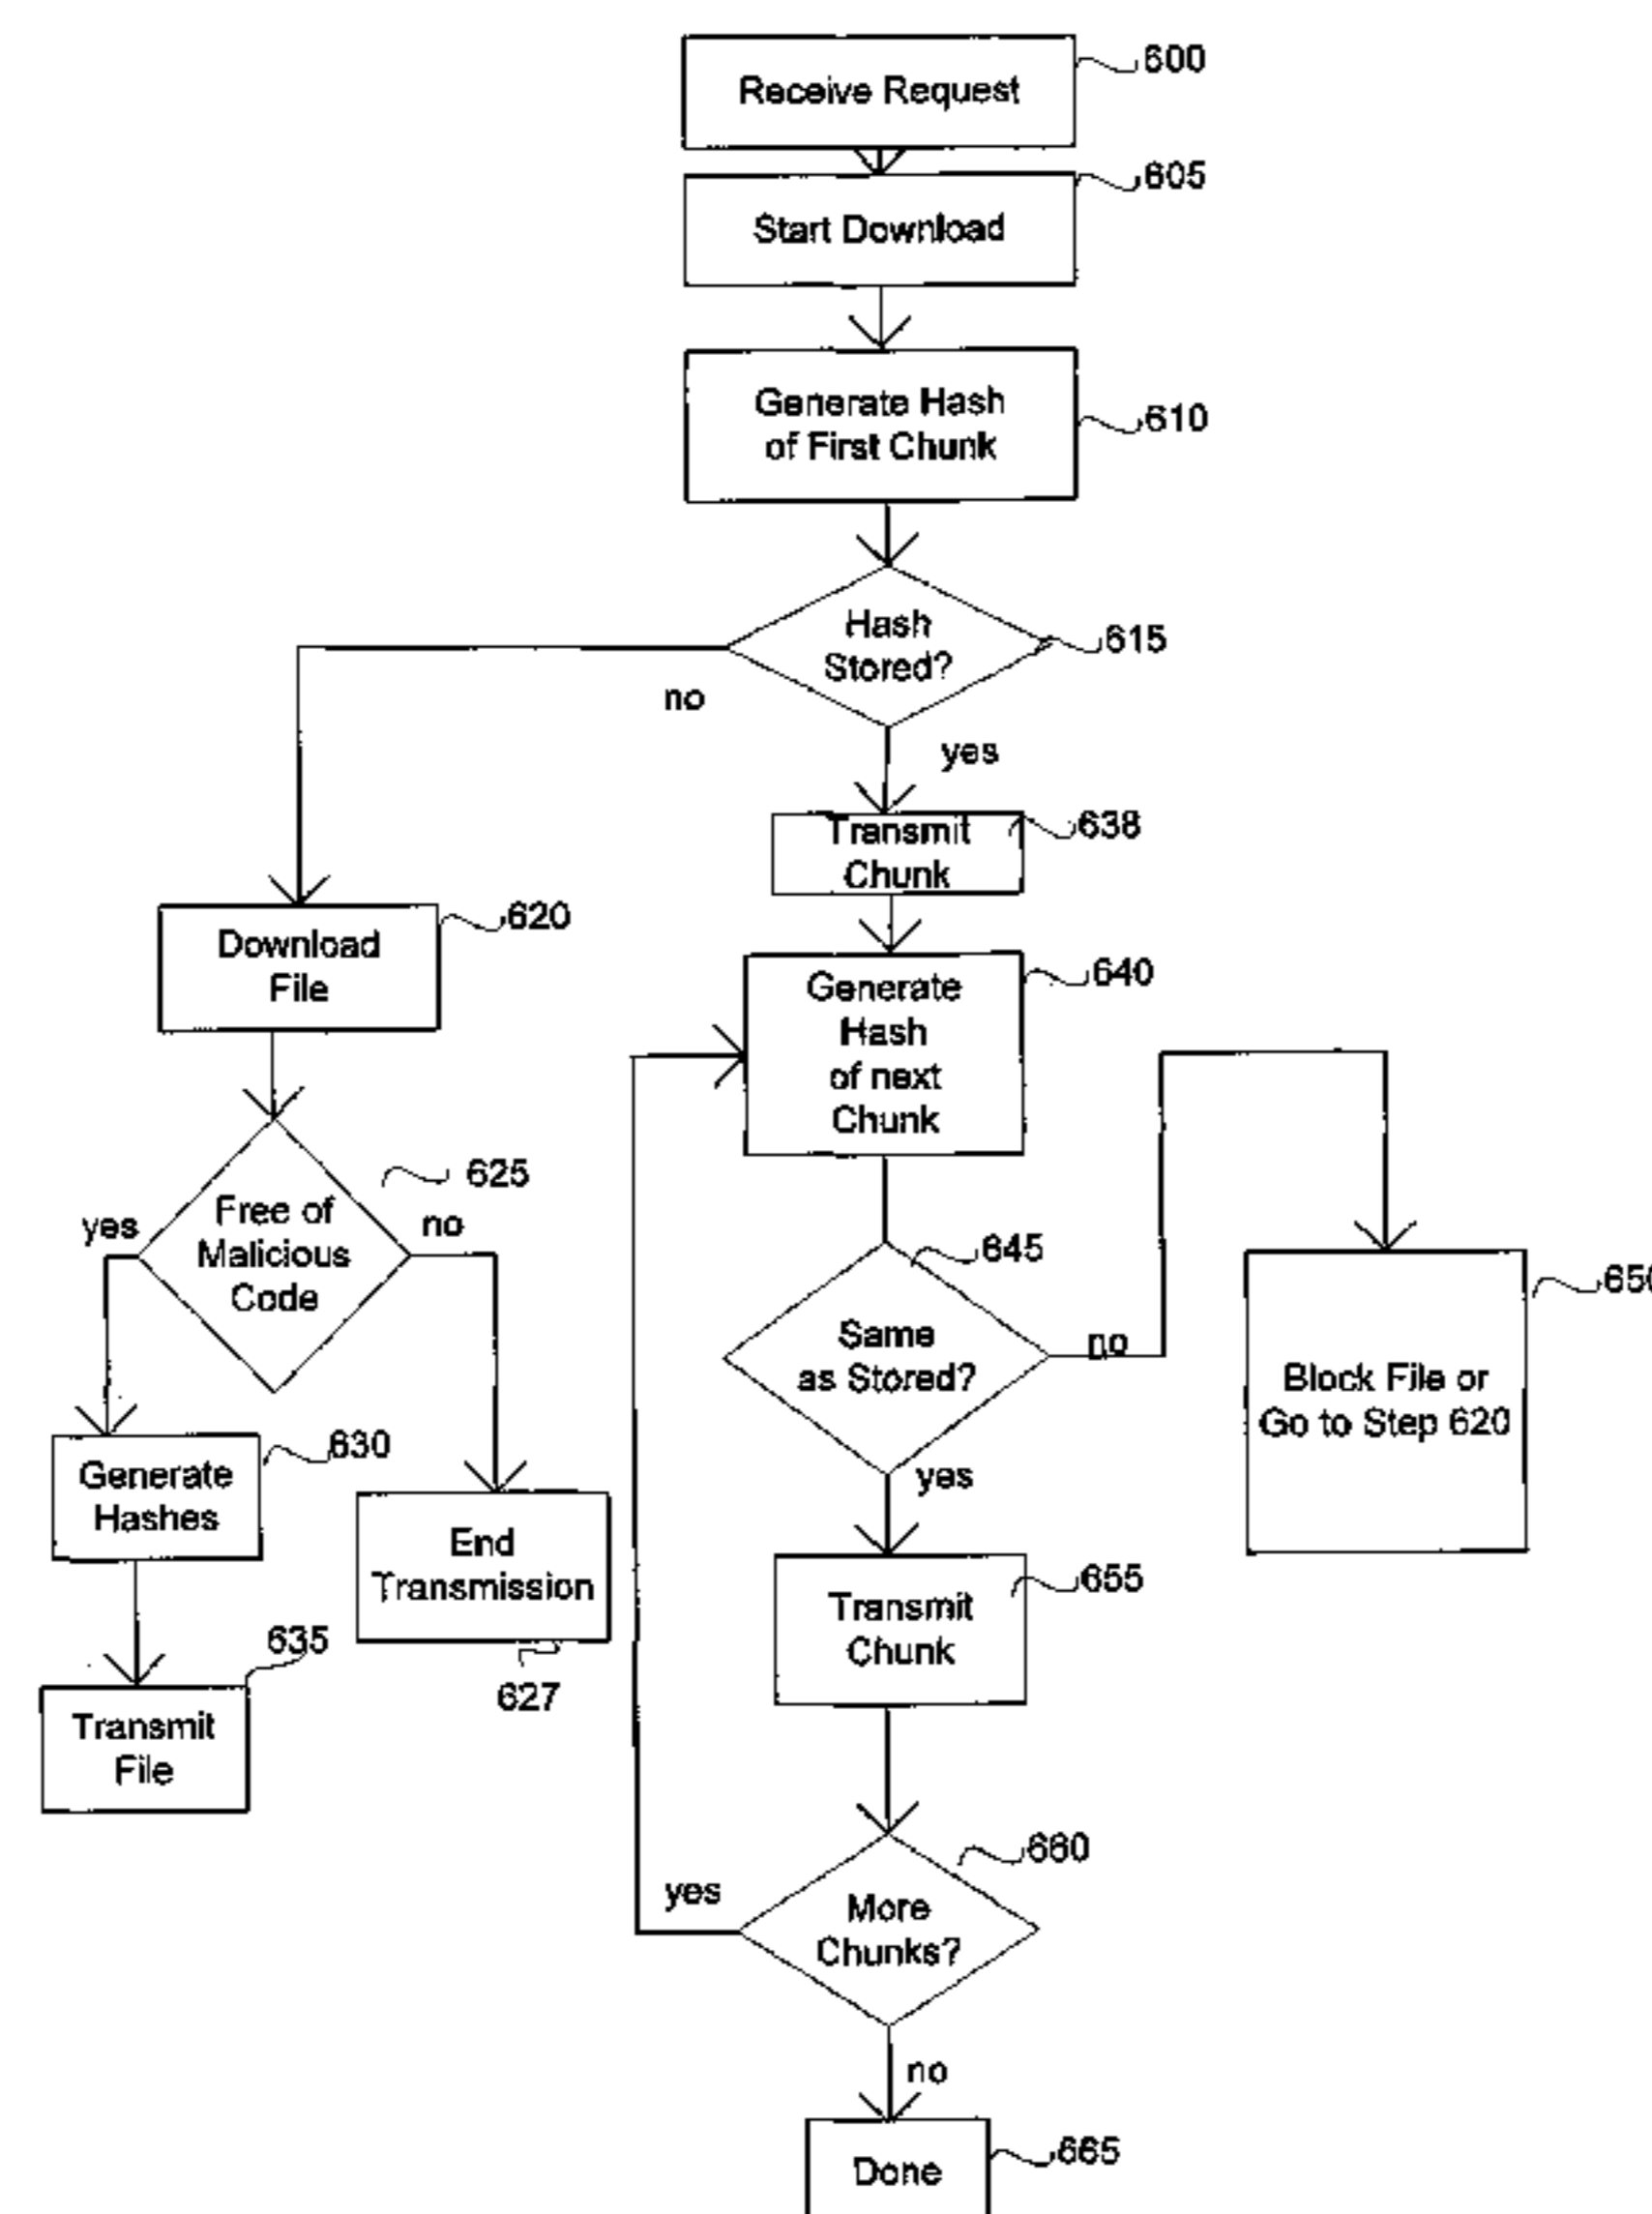 Receive Request
600
Start Download
605
Generate Hash
of First Chunk
610
Hash
Stored?
615
no
yes
Transmit
Chunk
638
Download
File
620
Generate
Hash
of next
Chunk
640
Free of
Malicious
Code
625
yes
no
Same
as Stored?
645
no
yes
Block File or
Go to Step 620
650
Generate
Hashes
630
End
Transmission
627
Transmit
Chunk
655
Transmit
File
635
More
Chunks?
660
yes
no
Done
665